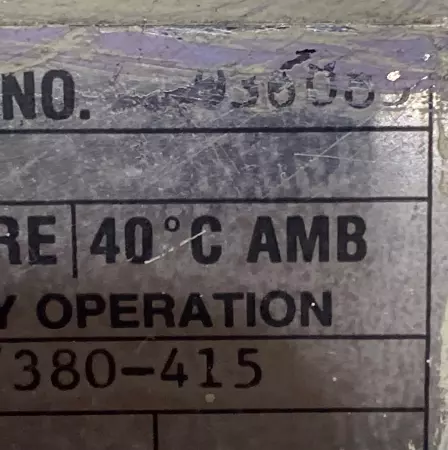 NO.
RE 40°C AMB
Y OPERATION
/380-415